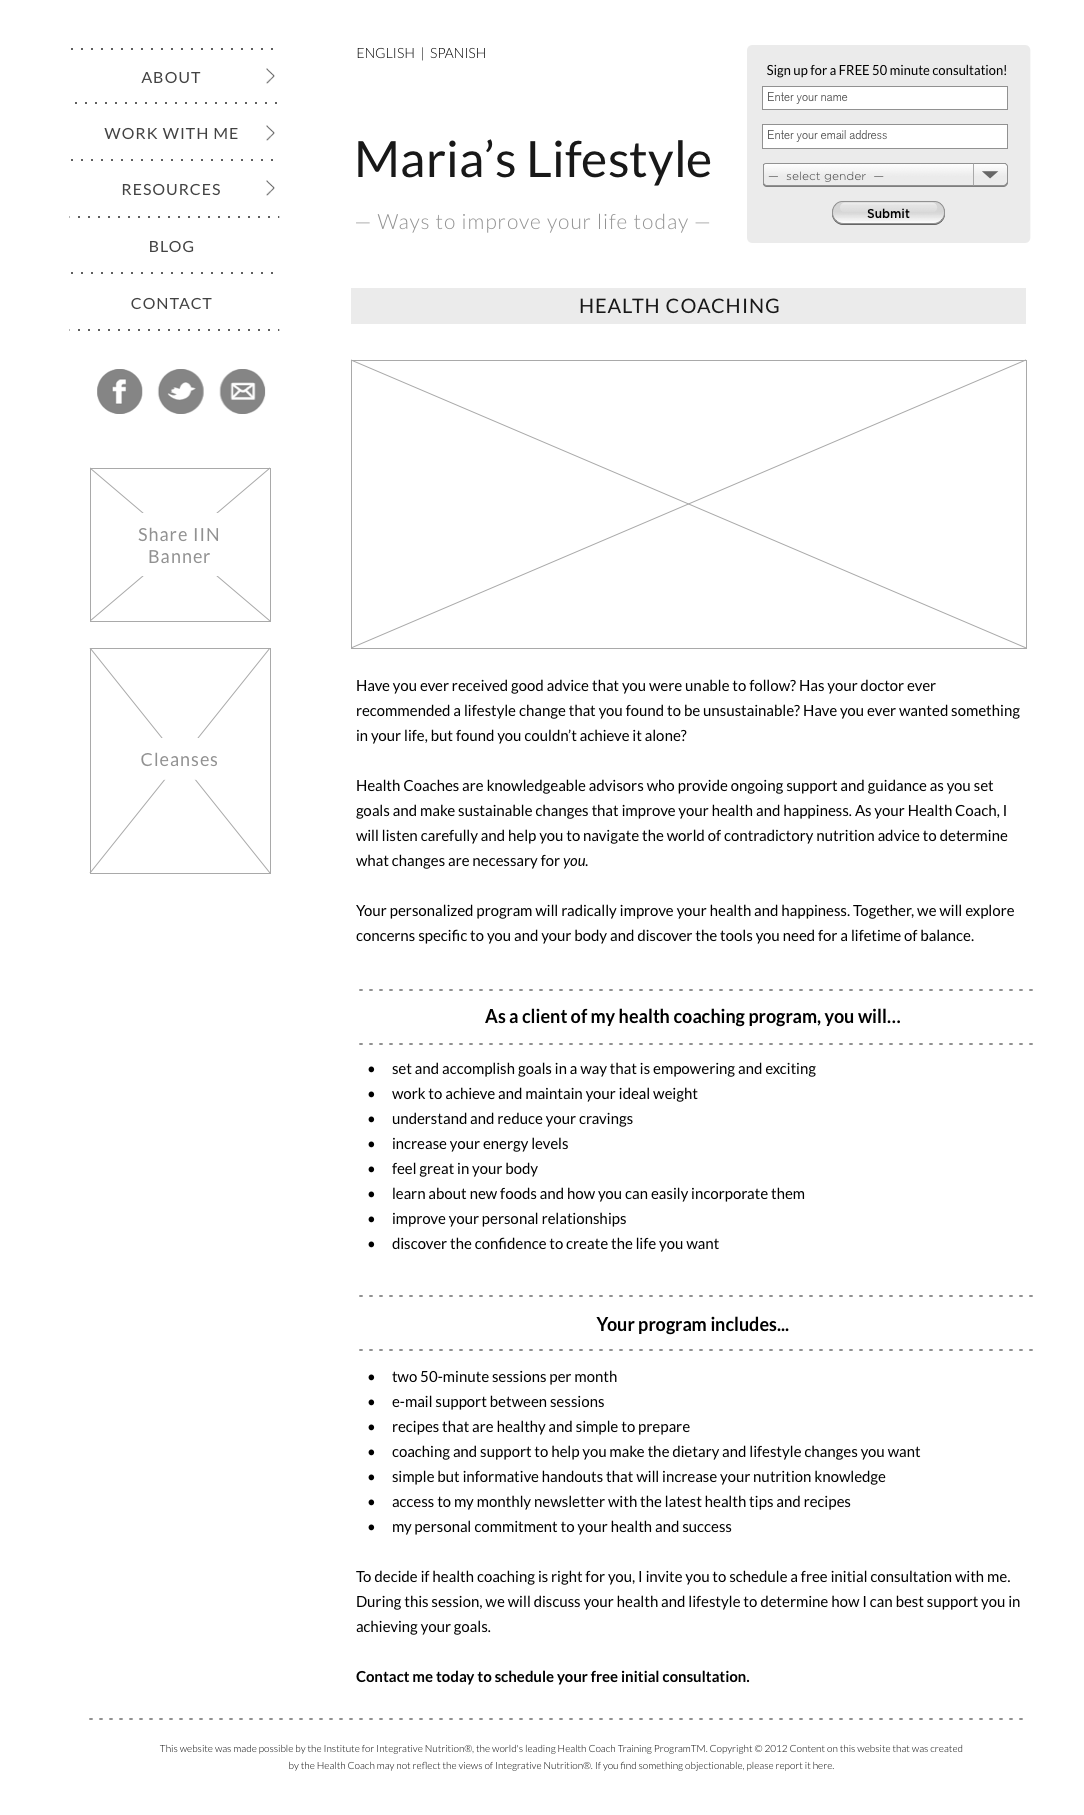 ABOUT
WORK WITH ME
RESOURCES
BLOG
CONTACT
Share IIN
Banner
Cleanses
ENGLISH | SPANISH
Maria’s Lifestyle
— Ways to improve your life today —
Sign up for a FREE 50 minute consultation!
Enter your name
Enter your email address
— select gender —
Submit
HEALTH COACHING
Have you ever received good advice that you were unable to follow? Has your doctor ever
recommended a lifestyle change that you found to be unsustainable? Have you ever wanted something
in your life, but found you couldn’t achieve it alone?
Health Coaches are knowledgeable advisors who provide ongoing support and guidance as you set
goals and make sustainable changes that improve your health and happiness. As your Health Coach, I
will listen carefully and help you to navigate the world of contradictory nutrition advice to determine
what changes are necessary for you.
Your personalized program will radically improve your health and happiness. Together, we will explore
concerns specific to you and your body and discover the tools you need for a lifetime of balance.
As a client of my health coaching program, you will…
• set and accomplish goals in a way that is empowering and exciting
• work to achieve and maintain your ideal weight
• understand and reduce your cravings
• increase your energy levels
• feel great in your body
• learn about new foods and how you can easily incorporate them
• improve your personal relationships
• discover the confidence to create the life you want
Your program includes...
• two 50-minute sessions per month
• e-mail support between sessions
• recipes that are healthy and simple to prepare
• coaching and support to help you make the dietary and lifestyle changes you want
• simple but informative handouts that will increase your nutrition knowledge
• access to my monthly newsletter with the latest health tips and recipes
• my personal commitment to your health and success
To decide if health coaching is right for you, I invite you to schedule a free initial consultation with me.
During this session, we will discuss your health and lifestyle to determine how I can best support you in
achieving your goals.
Contact me today to schedule your free initial consultation.
This website was made possible by the Institute for Integrative Nutrition®, the world's leading Health Coach Training ProgramTM. Copyright © 2012 Content on this website that was created
by the Health Coach may not reflect the views of Integrative Nutrition®. If you find something objectionable, please report it here.